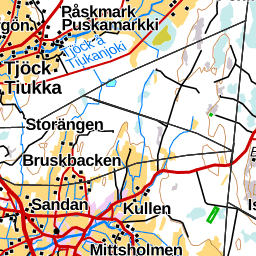 Påskmark
Puskamarkki
Tjöck å
Tiukanjoki
Tjöck
Tiukka
Storängen
Bruskbacken
Sandan
Kullen
Mittsholmen